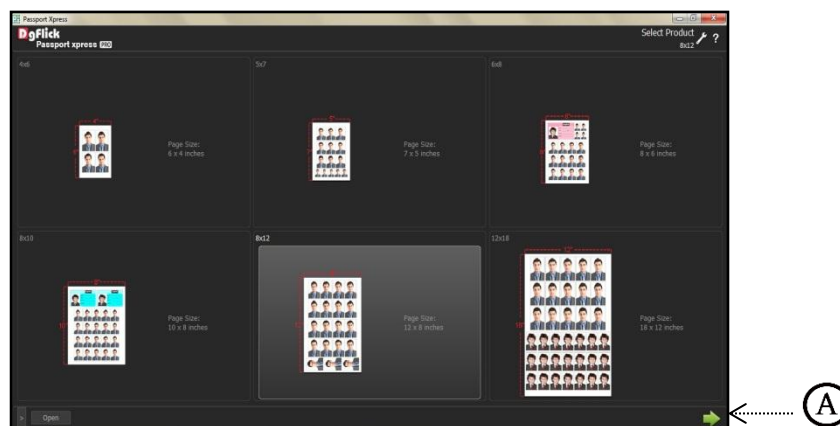 Passport Xpress
DgFlick
Passport xpress PRO
Select Product
8x12
?
4x6
5x7
6x8
Page Size:
6 x 4 inches
Page Size:
7 x 5 inches
Page Size:
8 x 6 inches
8x10
8x12
12x18
Page Size:
10 x 8 inches
Page Size:
12 x 8 inches
Page Size:
18 x 12 inches
> Open
A